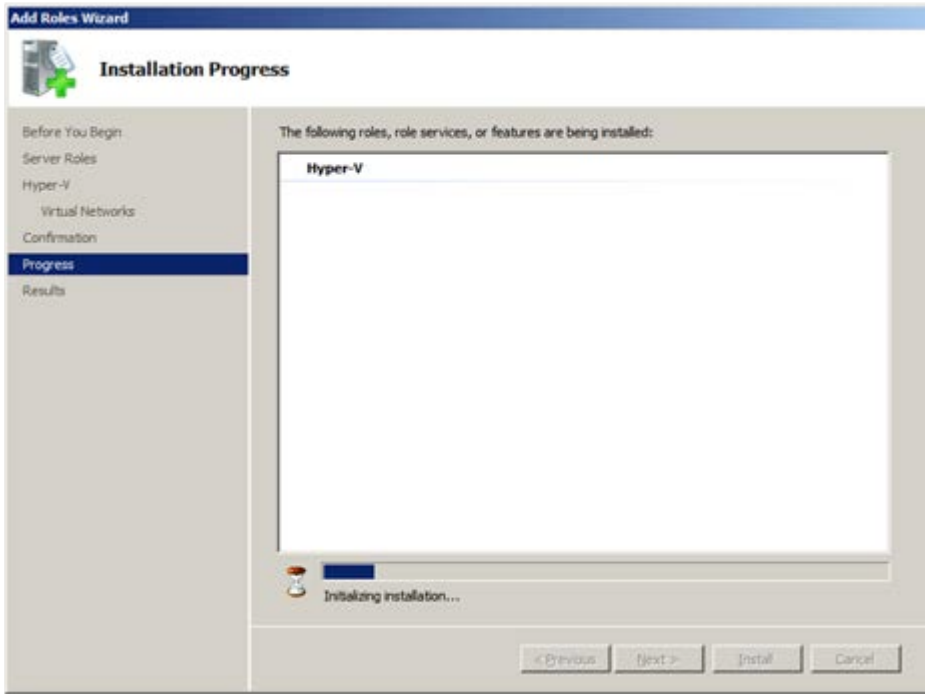 Add Roles Wizard
Installation Progress
Before You Begin
Server Roles
Hyper-V
Virtual Networks
Confirmation
Progress
Results
The following roles, role services, or features are being installed:
Hyper-V
Initializing installation...
< Previous
Next >
Install
Cancel